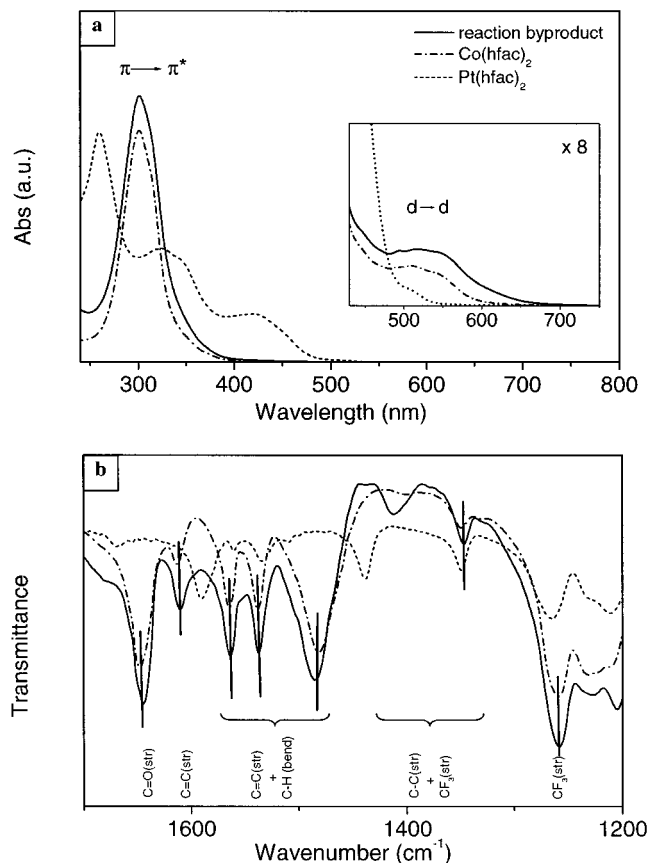 a
reaction byproduct
Co(hfac)₂
Pt(hfac)₂
π → π*
x 8
d→d
500 600 700
Abs (a.u.)
300 400 500 600 700 800
Wavelength (nm)
b
Transmittance
C=O(str)
C=C(str)
C=C(str)
+
C-H (bend)
C-C(str)
+
CF₃(str)
CF₃(str)
1600 1400 1200
Wavenumber (cm⁻¹)